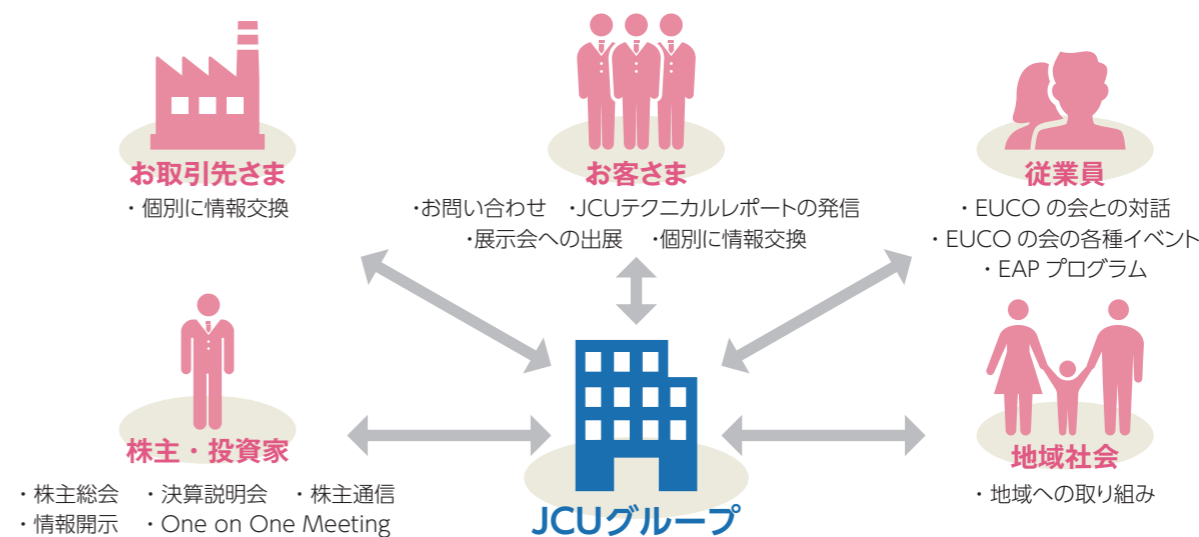 お取引先さま
・個別に情報交換
お客さま
・お問い合わせ ・JCUテクニカルレポートの発信
・展示会への出展 ・個別に情報交換
従業員
・EUCO の会との対話
・EUCO の会の各種イベント
・EAP プログラム
株主・投資家
・株主総会 ・決算説明会 ・株主通信
・情報開示 ・One on One Meeting
JCUグループ
地域社会
・地域への取り組み